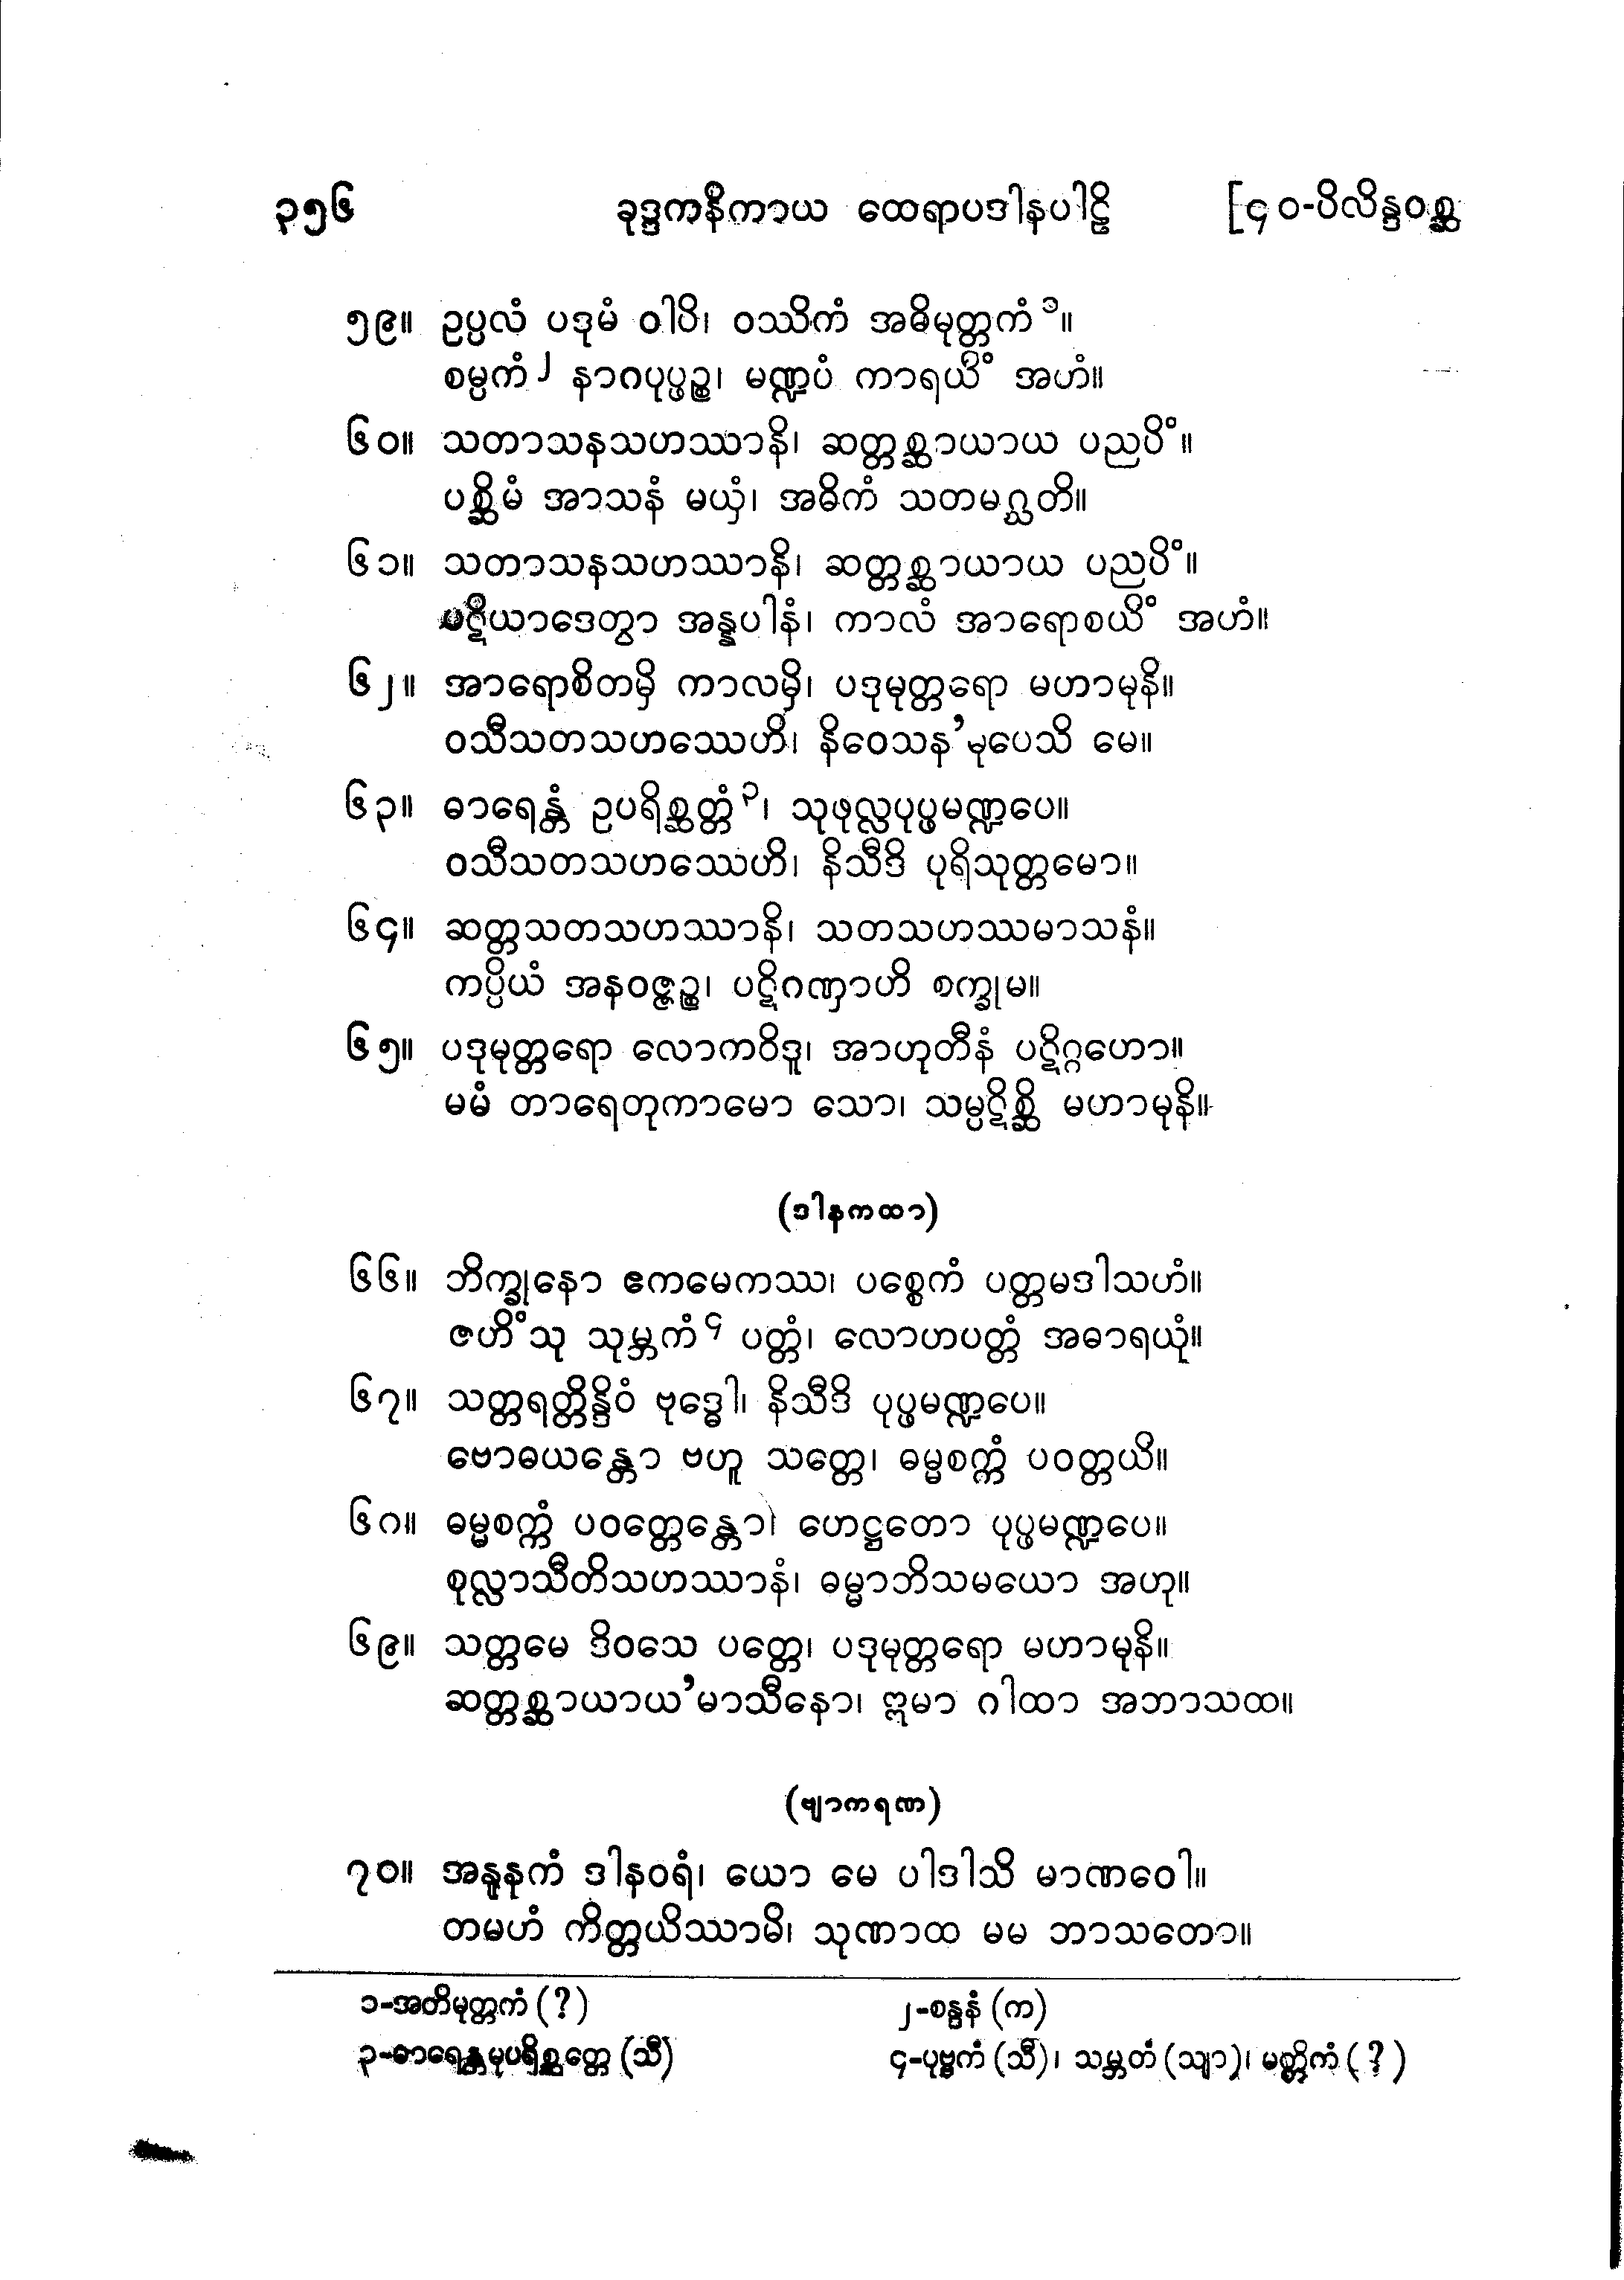 ၃၅၆ ခုဒ္ဒကနိကာယ ထေရာပဒါနပါဠိ [၄၀-ပိလိန္ဒဝစ္ဆ
၅၉။ ဥပ္ပလံ ပဒုမံ ဝါပိ၊ ဝဿိကံ အဓိမုတ္တကံ ၁။
စမ္ပကံ ၂ နာဂပုပ္ဖဉ္စ၊ မဏ္ဍပံ ကာရယိံ အဟံ။
၆၀။ သတာသနသဟဿာနိ၊ ဆတ္တစ္ဆာယာယ ပညပိံ။
ပစ္ဆိမံ အာသနံ မယှံ၊ အဓိကံ သတမဂ္ဃတိ။
၆၁။ သတာသနသဟဿာနိ၊ ဆတ္တစ္ဆာယာယ ပညပိံ။
ပဋိယာဒေတွာ အန္နပါနံ၊ ကာလံ အာရောစယိံ အဟံ။
၆၂။ အာရောစိတမှိ ကာလမှိ၊ ပဒုမုတ္တရော မဟာမုနိ။
ဝသီသတသဟဿေဟိ၊ နိဝေသန’မုပေသိ မေ။
၆၃။ ဓာရေန္တံ ဥပရိစ္ဆတ္တံ ၃၊ သုဖုလ္လပုပ္ဖမဏ္ဍပေ။
ဝသီသတသဟဿေဟိ၊ နိသီဒိ ပုရိသုတ္တမော။
၆၄။ ဆတ္တသတသဟဿာနိ၊ သတသဟဿမာသနံ။
ကပ္ပိယံ အနဝဇ္ဇဉ္စ၊ ပဋိဂဏှာဟိ စက္ခုမ။
၆၅။ ပဒုမုတ္တရော လောကဝိဒူ၊ အာဟုတီနံ ပဋိဂ္ဂဟော။
မမံ တာရေတုကာမော သော၊ သမ္ပဋိစ္ဆိ မဟာမုနိ။
(ဒါနကထာ)
၆၆။ ဘိက္ခုနော ဧကမေကဿ၊ ပစ္စေကံ ပတ္တမဒါသဟံ။
ဇဟိံသု သုမ္ဘကံ ၄ ပတ္တံ၊ လောဟပတ္တံ အဓာရယုံ။
၆၇။ သတ္တရတ္တိန္ဒိဝံ ဗုဒ္ဓေါ၊ နိသီဒိ ပုပ္ဖမဏ္ဍပေ။
ဗောဓယန္တော ဗဟူ သတ္တေ၊ ဓမ္မစက္ကံ ပဝတ္တယိ။
၆၈။ ဓမ္မစက္ကံ ပဝတ္တေန္တော၊ ဟေဋ္ဌတော ပုပ္ဖမဏ္ဍပေ။
စုလ္လာသီတိသဟဿာနံ၊ ဓမ္မာဘိသမယော အဟု။
၆၉။ သတ္တမေ ဒိဝသေ ပတ္တေ၊ ပဒုမုတ္တရော မဟာမုနိ။
ဆတ္တစ္ဆာယာယ’မာသီနော၊ ဣမာ ဂါထာ အဘာသထ။
(ဗျာကရဏ)
၇၀။ အနူနကံ ဒါနဝရံ၊ ယော မေ ပါဒါသိ မာဏဝေါ။
တမဟံ ကိတ္တယိဿာမိ၊ သုဏာထ မမ ဘာသတော။
၁-အတိမုတ္တကံ (?) ၂-စန္ဒနံ (က)
၃-ဓာရေန္တမုပရိစ္ဆတ္တေ (သီ) ၄-ပုဗ္ဗကံ (သီ)၊ သမ္ဘတံ (သျာ)၊ မတ္တိကံ (?)